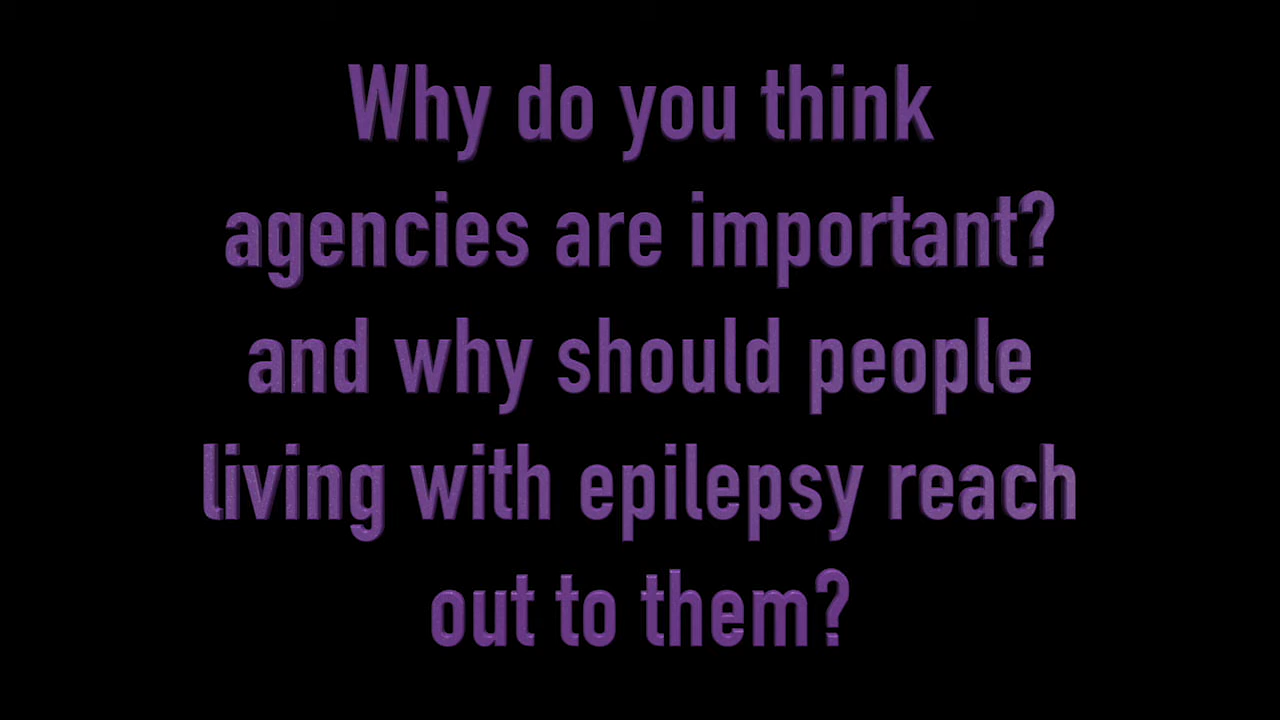 Why do you think
agencies are important?
and why should people
living with epilepsy reach
out to them?